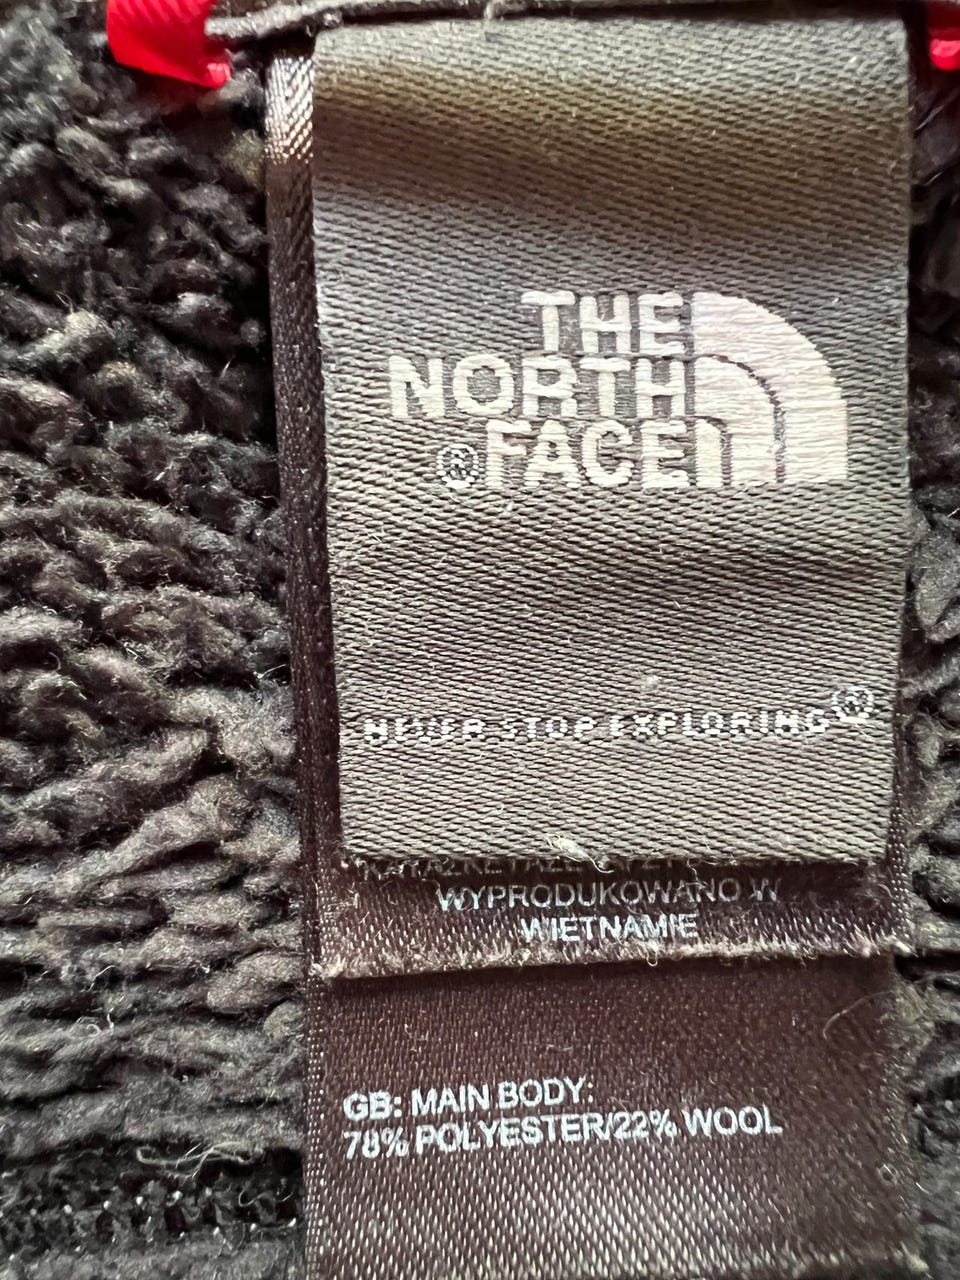 THE
NORTH
FACE
®
NEVER STOP EXPLORING®
WYPRODUKOWANO W
WIETNAMIE
GB: MAIN BODY:
78% POLYESTER/22% WOOL